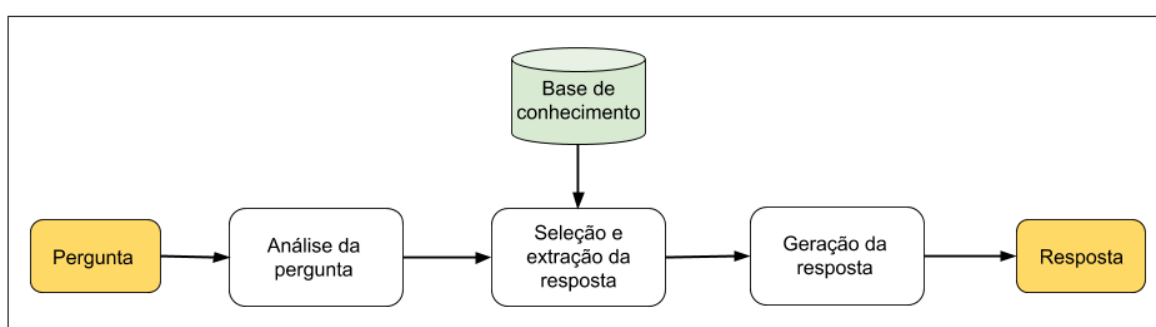 Base de
conhecimento
Pergunta
Análise da
pergunta
Seleção e
extração da
resposta
Geração da
resposta
Resposta